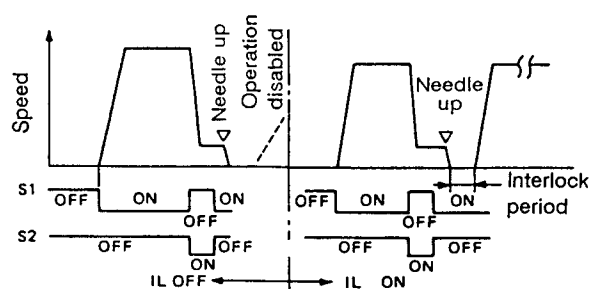 Speed
Needle up
Operation
disabled
Needle
up
Interlock
period
S1
OFF
ON
OFF
ON
OFF
ON
OFF
ON
S2
OFF
ON
OFF
OFF
ON
OFF
IL OFF
IL ON